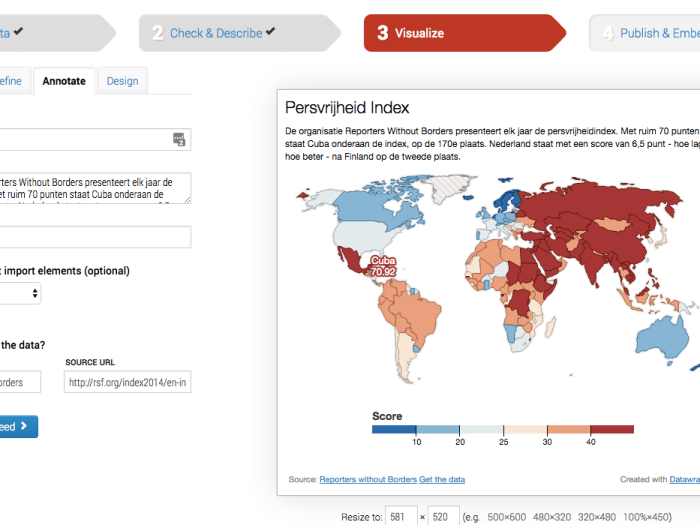 ta ✔ 2 Check & Describe ✔ 3 Visualize 4 Publish & Embe
efine Annotate Design
ters Without Borders presenteert elk jaar de
et ruim 70 punten staat Cuba onderaan de
t import elements (optional)
the data?
SOURCE URL
orders http://rsf.org/index2014/en-in
eed
Persvrijheid Index
De organisatie Reporters Without Borders presenteert elk jaar de persvrijheidindex. Met ruim 70 punten
staat Cuba onderaan de index, op de 170e plaats. Nederland staat met een score van 6,5 punt - hoe lag
hoe beter - na Finland op de tweede plaats.
Cuba
70.92
Score
10 20 25 30 40
Source: Reporters without Borders Get the data Created with Datawra
Resize to: 581 × 520 (e.g. 500×600 480×320 320×480 100%×450)